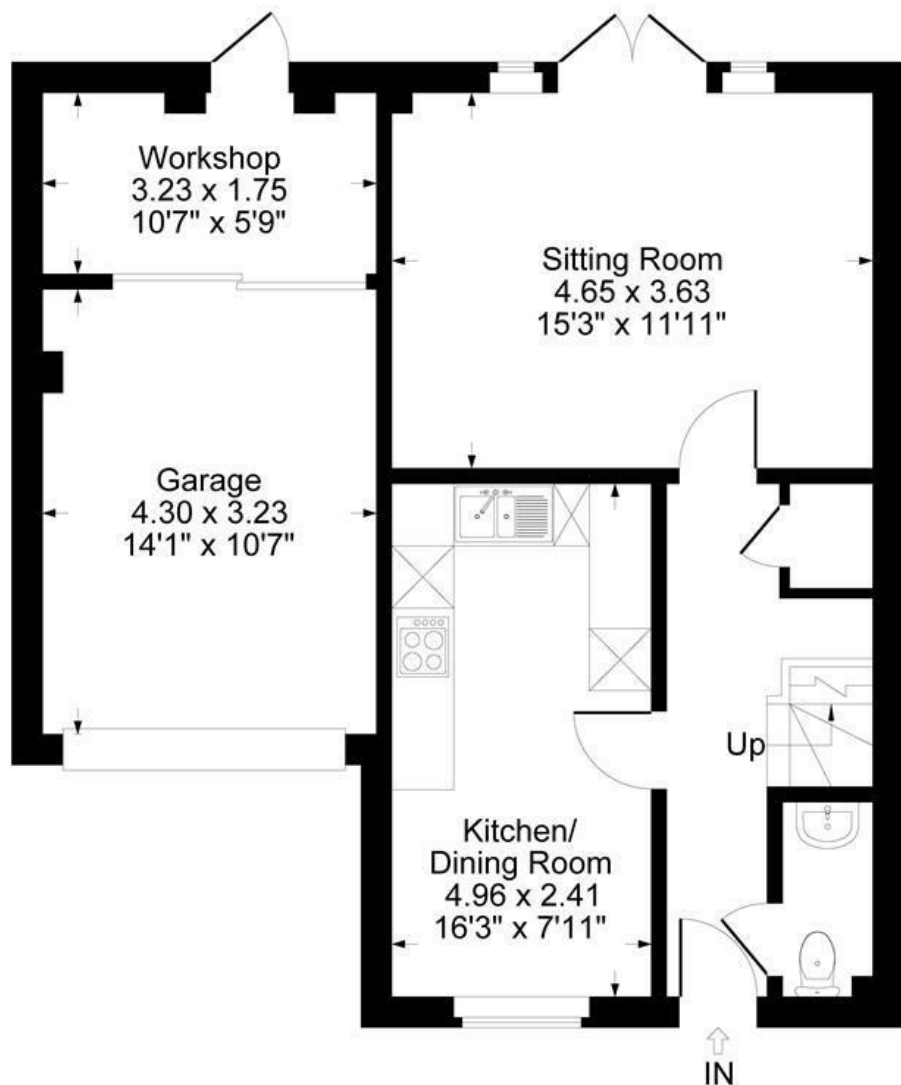 Workshop
3.23 x 1.75
10'7" x 5'9"
Sitting Room
4.65 x 3.63
15'3" x 11'11"
Garage
4.30 x 3.23
14'1" x 10'7"
Up
Kitchen/
Dining Room
4.96 x 2.41
16'3" x 7'11"
IN